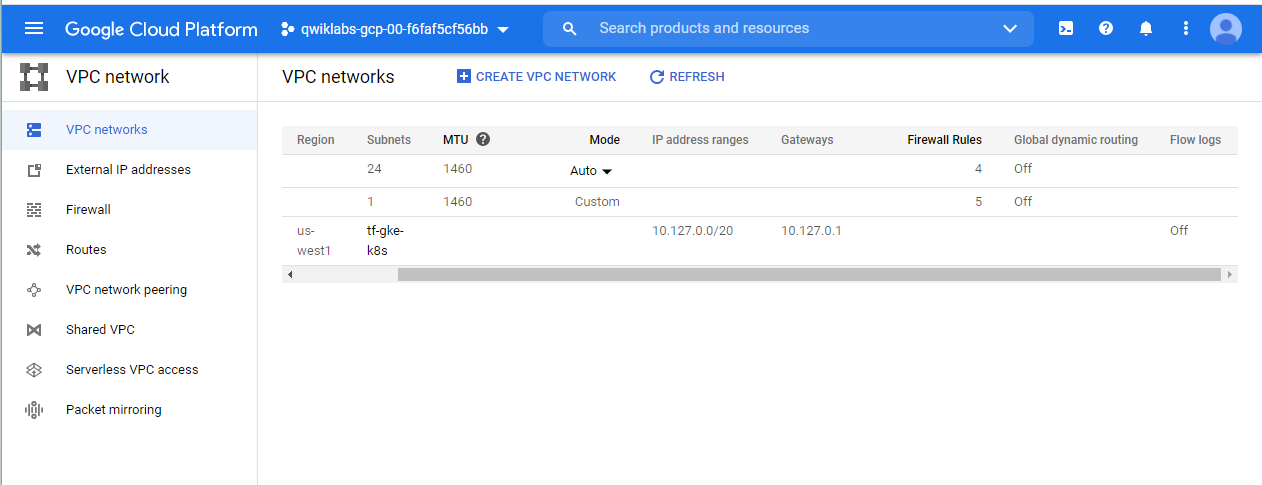 Google Cloud Platform
qwiklabs-gcp-00-f6faf5cf56bb
Search products and resources
VPC network
VPC networks
CREATE VPC NETWORK
REFRESH
VPC networks
External IP addresses
Firewall
Routes
VPC network peering
Shared VPC
Serverless VPC access
Packet mirroring
Region Subnets MTU Mode IP address ranges Gateways Firewall Rules Global dynamic routing Flow logs
24 1460 Auto 4 Off
1 1460 Custom 5 Off
us- tf-gke- 10.127.0.0/20 10.127.0.1 Off
west1 k8s